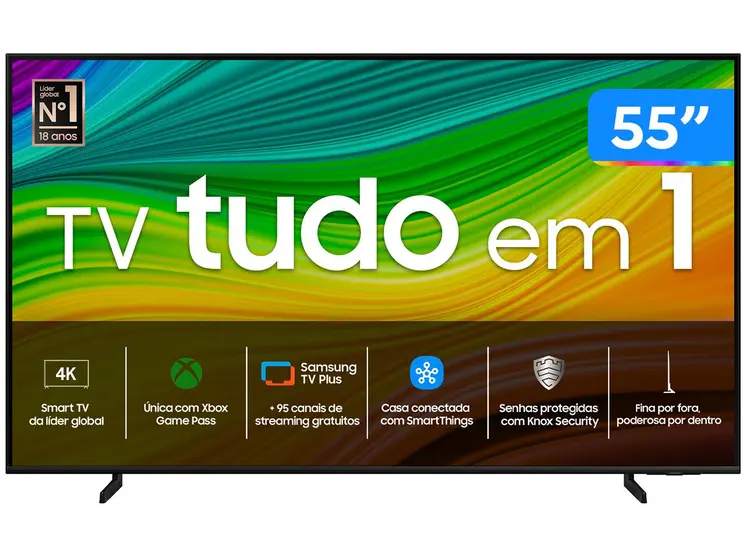 Líder
global
Nº1
18 anos
55”
TV tudo em 1
4K
Smart TV
da líder global
Única com Xbox
Game Pass
Samsung
TV Plus
+ 95 canais de
streaming gratuitos
Casa conectada
com SmartThings
Senhas protegidas
com Knox Security
Fina por fora,
poderosa por dentro